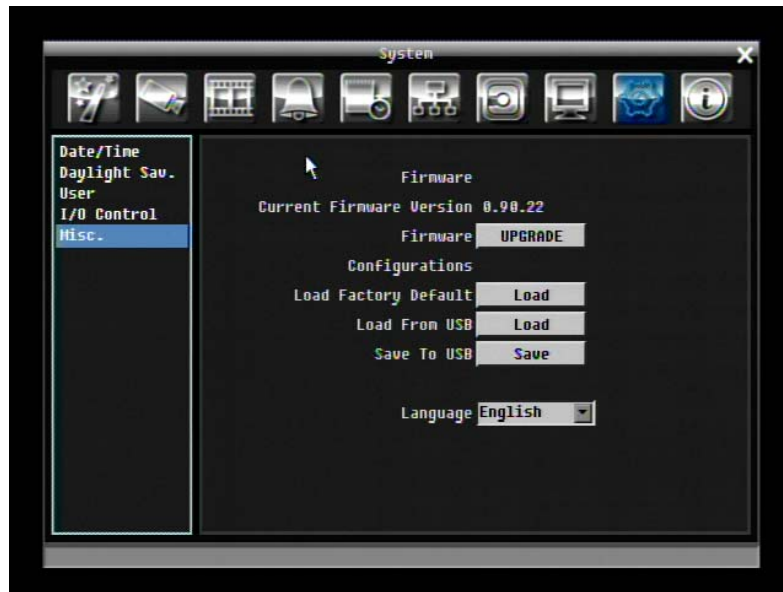 System
Date/Time
Daylight Sav.
User
I/O Control
Misc.
Firmware
Current Firmware Version 0.90.22
Firmware UPGRADE
Configurations
Load Factory Default Load
Load From USB Load
Save To USB Save
Language English